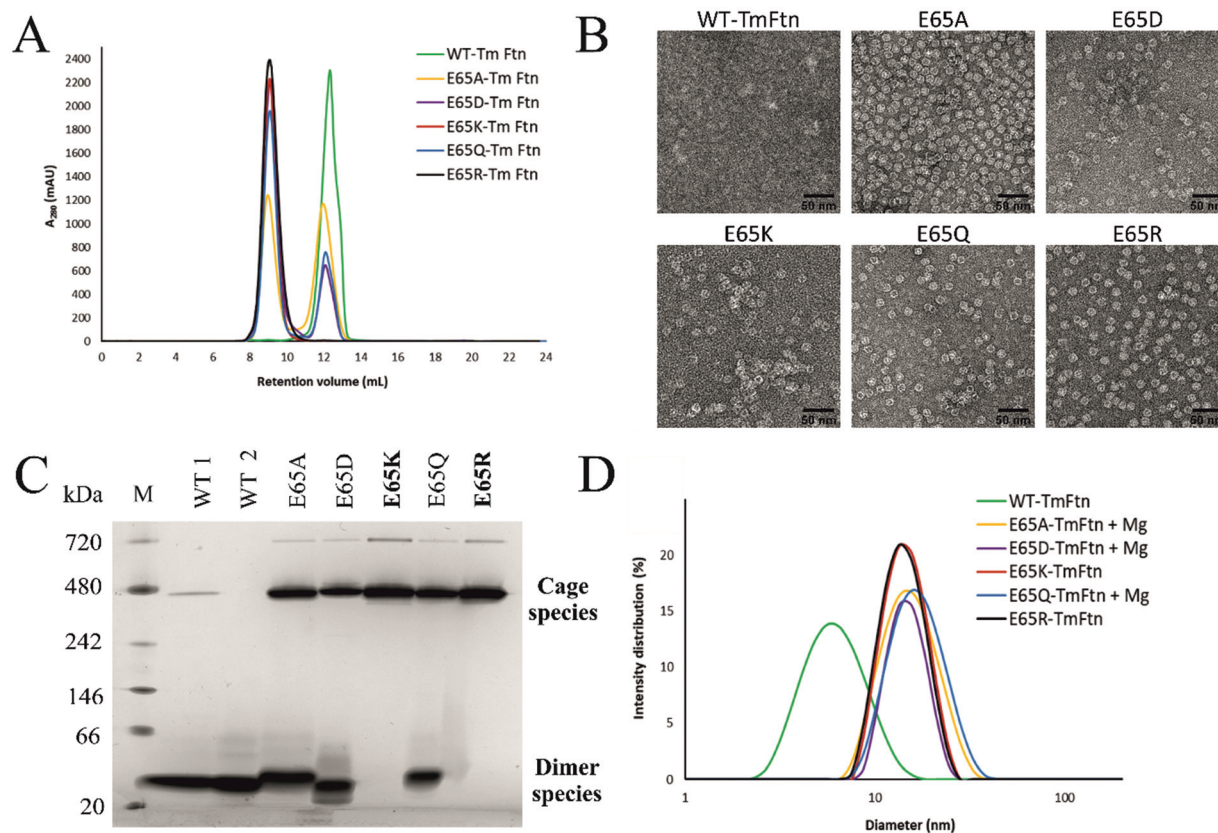 A
A280 (mAU)
2400
2200
2000
1800
1600
1400
1200
1000
800
600
400
200
0
0 2 4 6 8 10 12 14 16 18 20 22 24
Retention volume (mL)
WT-Tm Ftn
E65A-Tm Ftn
E65D-Tm Ftn
E65K-Tm Ftn
E65Q-Tm Ftn
E65R-Tm Ftn
B
WT-TmFtn E65A E65D
50 nm 50 nm 50 nm
E65K E65Q E65R
50 nm 50 nm 50 nm
C
kDa M WT 1 WT 2 E65A E65D E65K E65Q E65R
720
480
242
146
66
20
Cage
species
Dimer
species
D
Intensity distribution (%)
20
15
10
5
0
1 10 100
Diameter (nm)
WT-TmFtn
E65A-TmFtn + Mg
E65D-TmFtn + Mg
E65K-TmFtn
E65Q-TmFtn + Mg
E65R-TmFtn